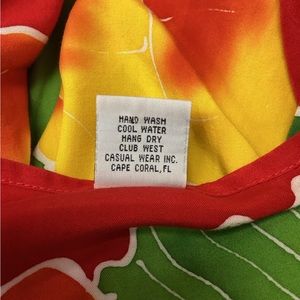 HAND WASH
COOL WATER
HANG DRY
CLUB WEST
CASUAL WEAR INC.
CAPE CORAL,FL